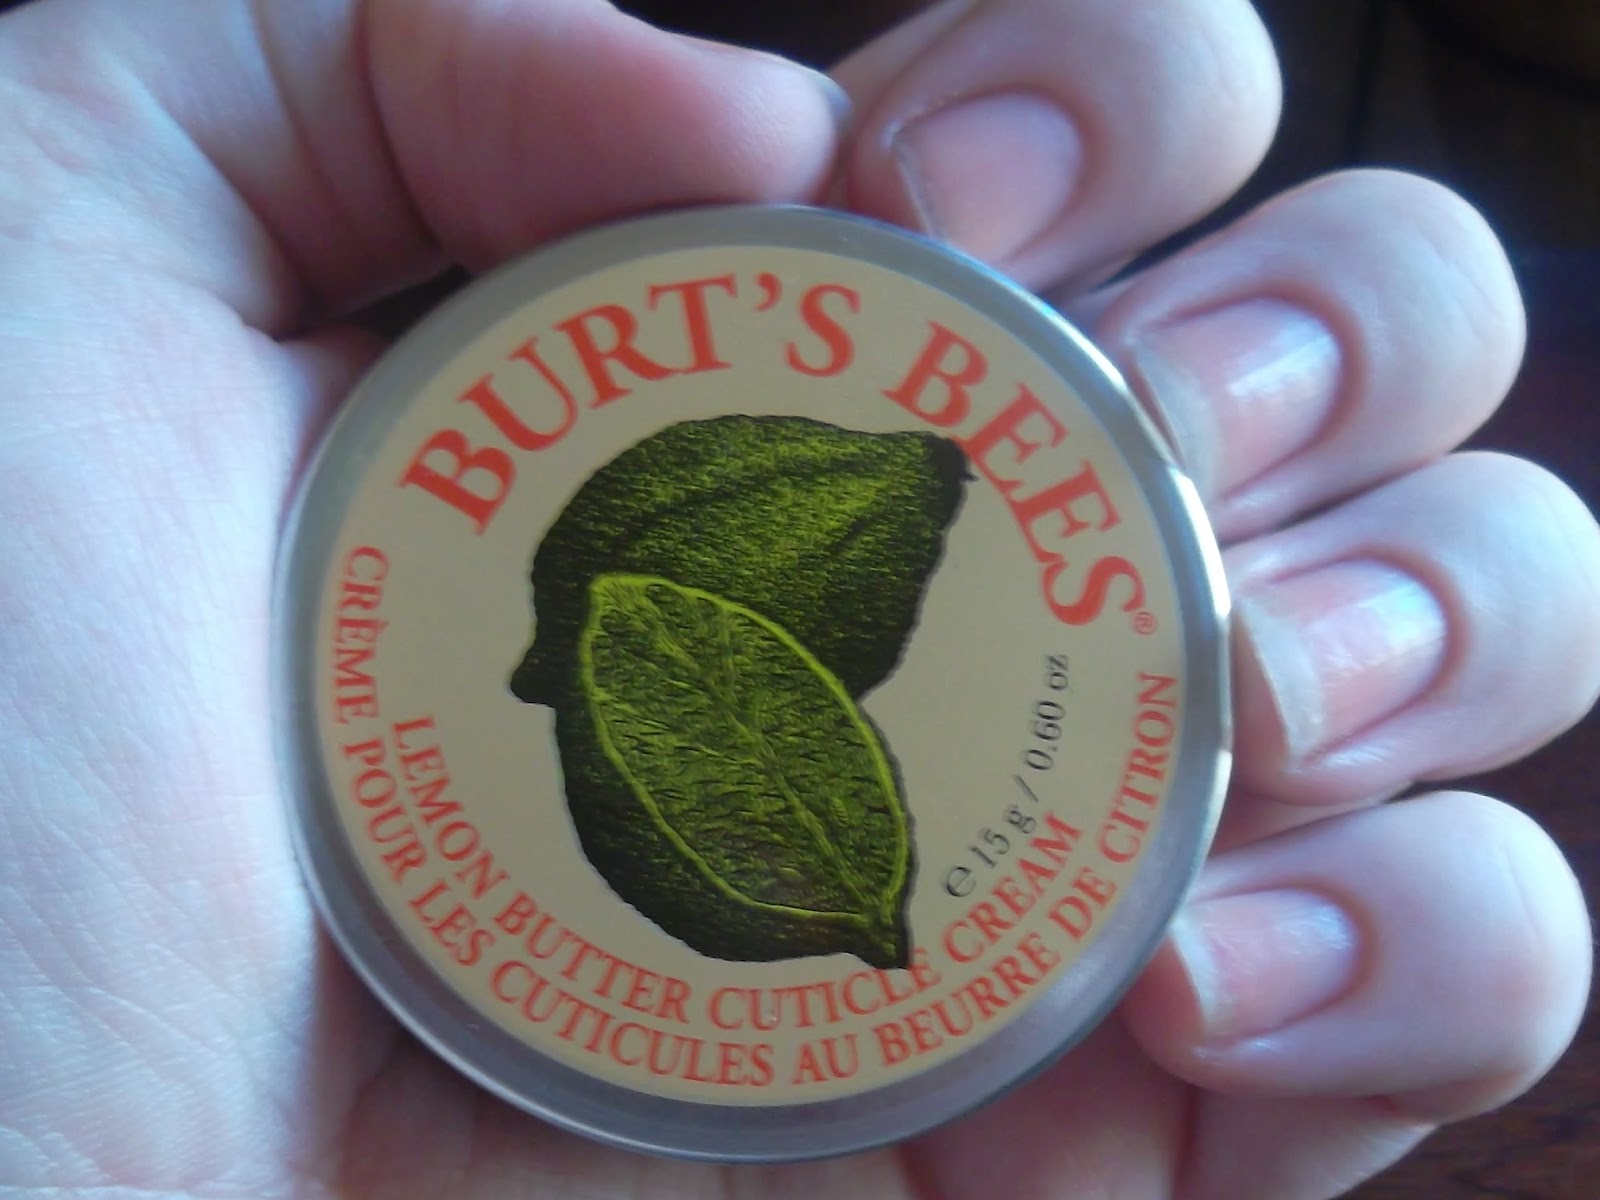 BURT'S BEES®
℮ 15 g / 0.60 oz
LEMON BUTTER CUTICLE CREAM
CRÈME POUR LES CUTICULES AU BEURRE DE CITRON